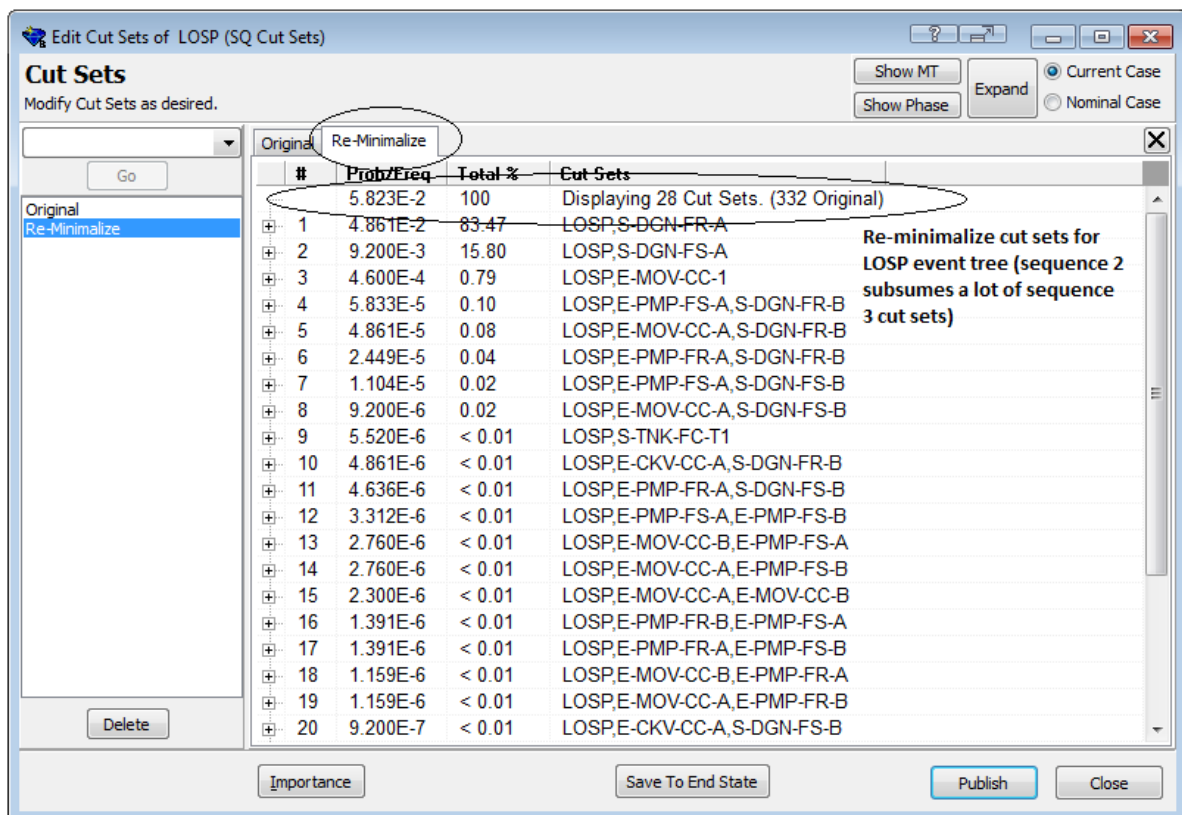 Edit Cut Sets of LOSP (SQ Cut Sets)
Cut Sets
Modify Cut Sets as desired.
Show MT
Show Phase
Expand
Current Case
Nominal Case
Go
Original
Re-Minimalize
Delete
Original Re-Minimalize
# Prob/Freq Total % Cut Sets
5.823E-2 100 Displaying 28 Cut Sets. (332 Original)
1 4.861E-2 83.47 LOSP,S-DGN-FR-A
2 9.200E-3 15.80 LOSP,S-DGN-FS-A
3 4.600E-4 0.79 LOSP,E-MOV-CC-1
4 5.833E-5 0.10 LOSP,E-PMP-FS-A,S-DGN-FR-B
5 4.861E-5 0.08 LOSP,E-MOV-CC-A,S-DGN-FR-B
6 2.449E-5 0.04 LOSP,E-PMP-FR-A,S-DGN-FR-B
7 1.104E-5 0.02 LOSP,E-PMP-FS-A,S-DGN-FS-B
8 9.200E-6 0.02 LOSP,E-MOV-CC-A,S-DGN-FS-B
9 5.520E-6 < 0.01 LOSP,S-TNK-FC-T1
10 4.861E-6 < 0.01 LOSP,E-CKV-CC-A,S-DGN-FR-B
11 4.636E-6 < 0.01 LOSP,E-PMP-FR-A,S-DGN-FS-B
12 3.312E-6 < 0.01 LOSP,E-PMP-FS-A,E-PMP-FS-B
13 2.760E-6 < 0.01 LOSP,E-MOV-CC-B,E-PMP-FS-A
14 2.760E-6 < 0.01 LOSP,E-MOV-CC-A,E-PMP-FS-B
15 2.300E-6 < 0.01 LOSP,E-MOV-CC-A,E-MOV-CC-B
16 1.391E-6 < 0.01 LOSP,E-PMP-FR-B,E-PMP-FS-A
17 1.391E-6 < 0.01 LOSP,E-PMP-FR-A,E-PMP-FS-B
18 1.159E-6 < 0.01 LOSP,E-MOV-CC-B,E-PMP-FR-A
19 1.159E-6 < 0.01 LOSP,E-MOV-CC-A,E-PMP-FR-B
20 9.200E-7 < 0.01 LOSP,E-CKV-CC-A,S-DGN-FS-B
Re-minimalize cut sets for
LOSP event tree (sequence 2
subsumes a lot of sequence
3 cut sets)
Importance
Save To End State
Publish
Close